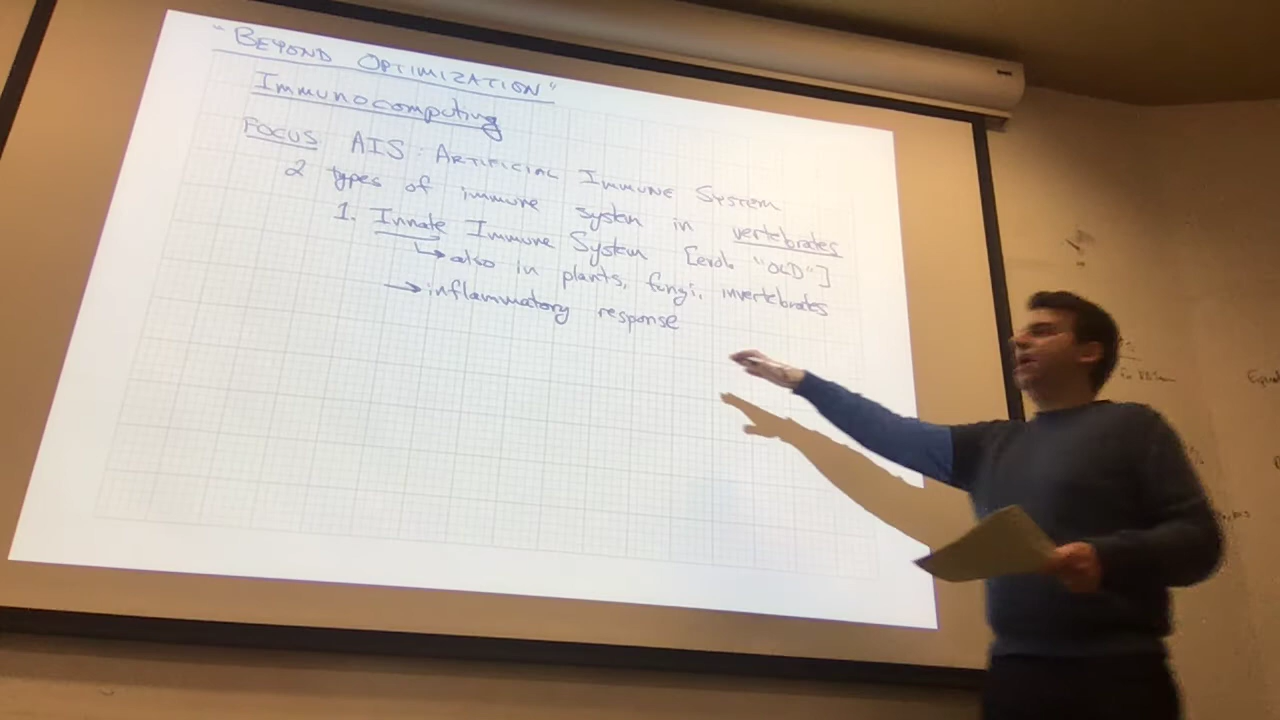 "BEYOND OPTIMIZATION"
Immunocomputing
FOCUS AIS: ARTIFICIAL IMMUNE SYSTEM
2 types of immune system in vertebrates
1. Innate Immune System [evol. "OLD"]
↳ also in plants, fungi, invertebrates
→ inflammatory response